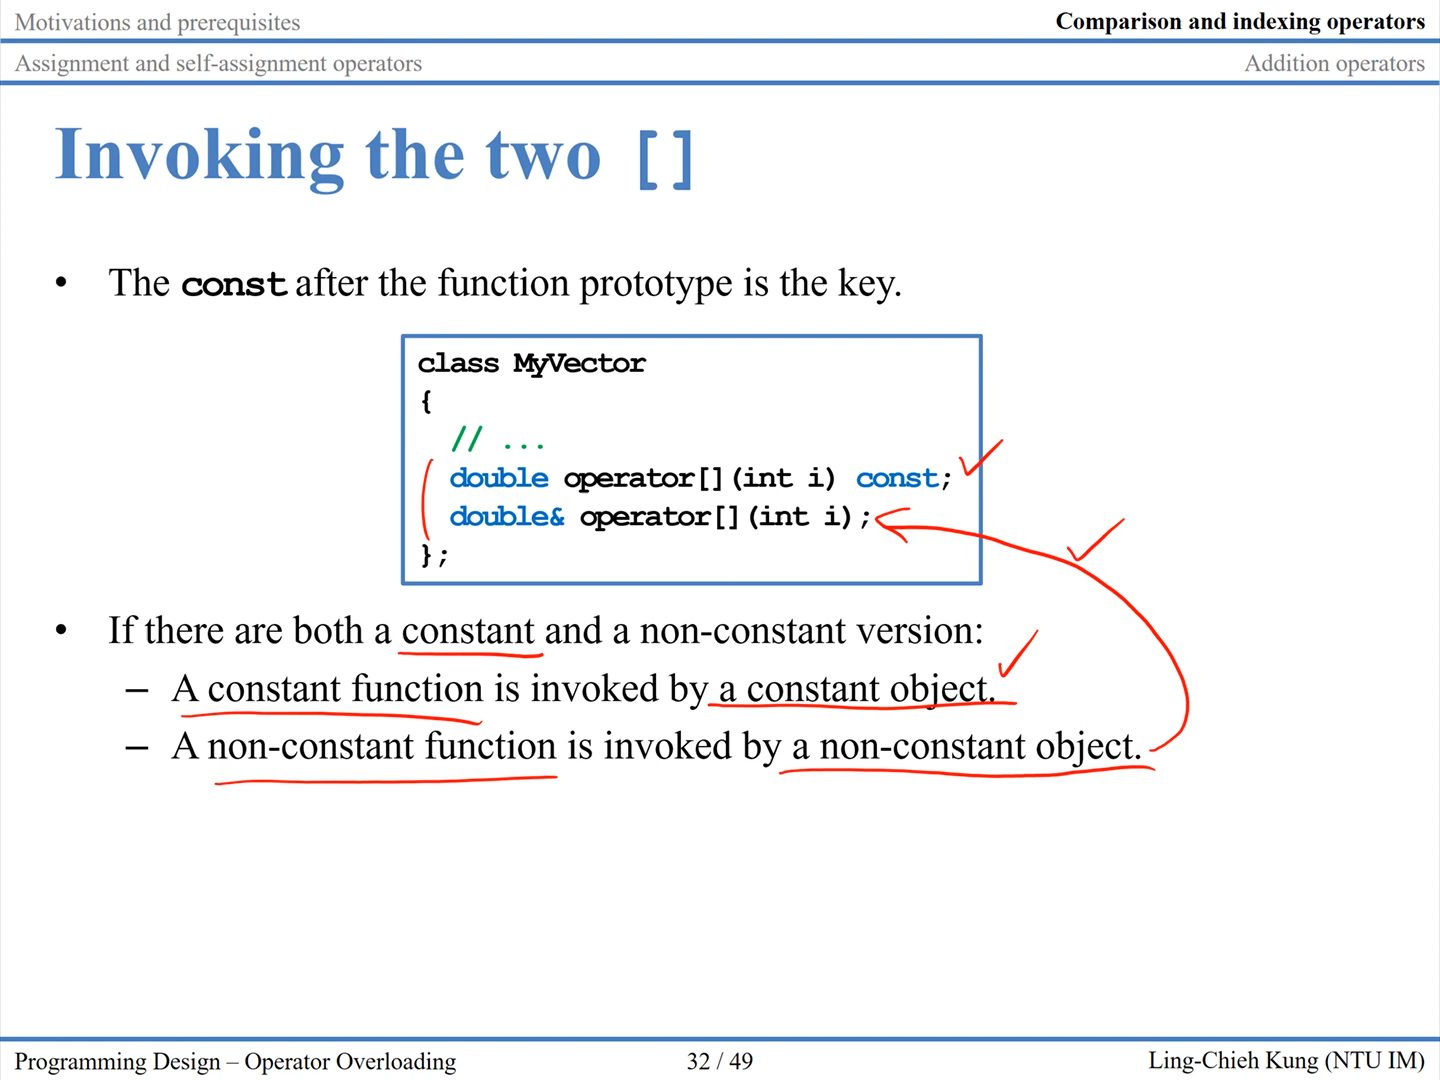 Motivations and prerequisites
Comparison and indexing operators
Assignment and self-assignment operators
Addition operators
Invoking the two []
• The const after the function prototype is the key.
class MyVector
{
// ...
double operator[](int i) const;
double& operator[](int i);
};
• If there are both a constant and a non-constant version:
– A constant function is invoked by a constant object.
– A non-constant function is invoked by a non-constant object.
Programming Design – Operator Overloading
32 / 49
Ling-Chieh Kung (NTU IM)